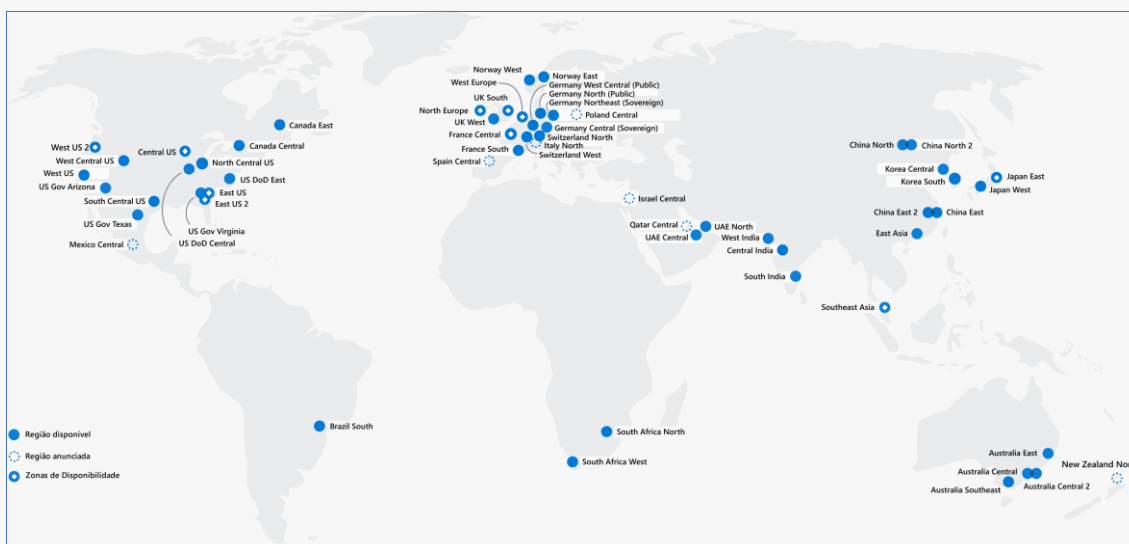 Norway West
Norway East
West Europe
Germany West Central (Public)
Germany North (Public)
UK South
Germany Northeast (Sovereign)
North Europe
Poland Central
UK West
Germany Central (Sovereign)
France Central
Switzerland North
Italy North
France South
Switzerland West
Spain Central
Canada East
West US 2
Central US
Canada Central
West Central US
North Central US
West US
US DoD East
US Gov Arizona
East US
South Central US
East US 2
US Gov Texas
US Gov Virginia
US DoD Central
Mexico Central
China North
China North 2
Korea Central
Korea South
Japan East
Japan West
Israel Central
China East 2
China East
Qatar Central
UAE North
UAE Central
West India
East Asia
Central India
South India
Southeast Asia
Brazil South
South Africa North
South Africa West
Australia East
Australia Central
New Zealand Nor
Australia Southeast
Australia Central 2
Região disponível
Região anunciada
Zonas de Disponibilidade